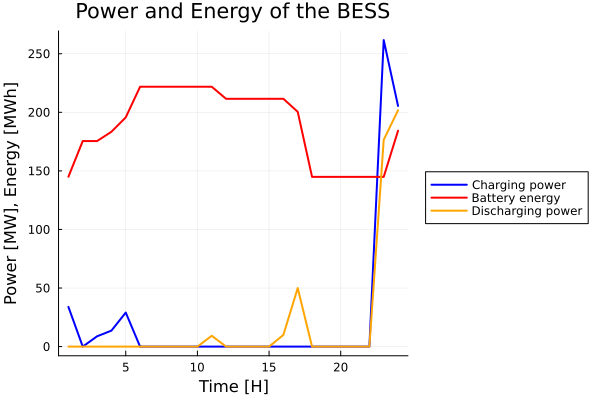 Power and Energy of the BESS
Power [MW], Energy [MWh]
250
200
150
100
50
0
5
10
15
20
Time [H]
Charging power
Battery energy
Discharging power